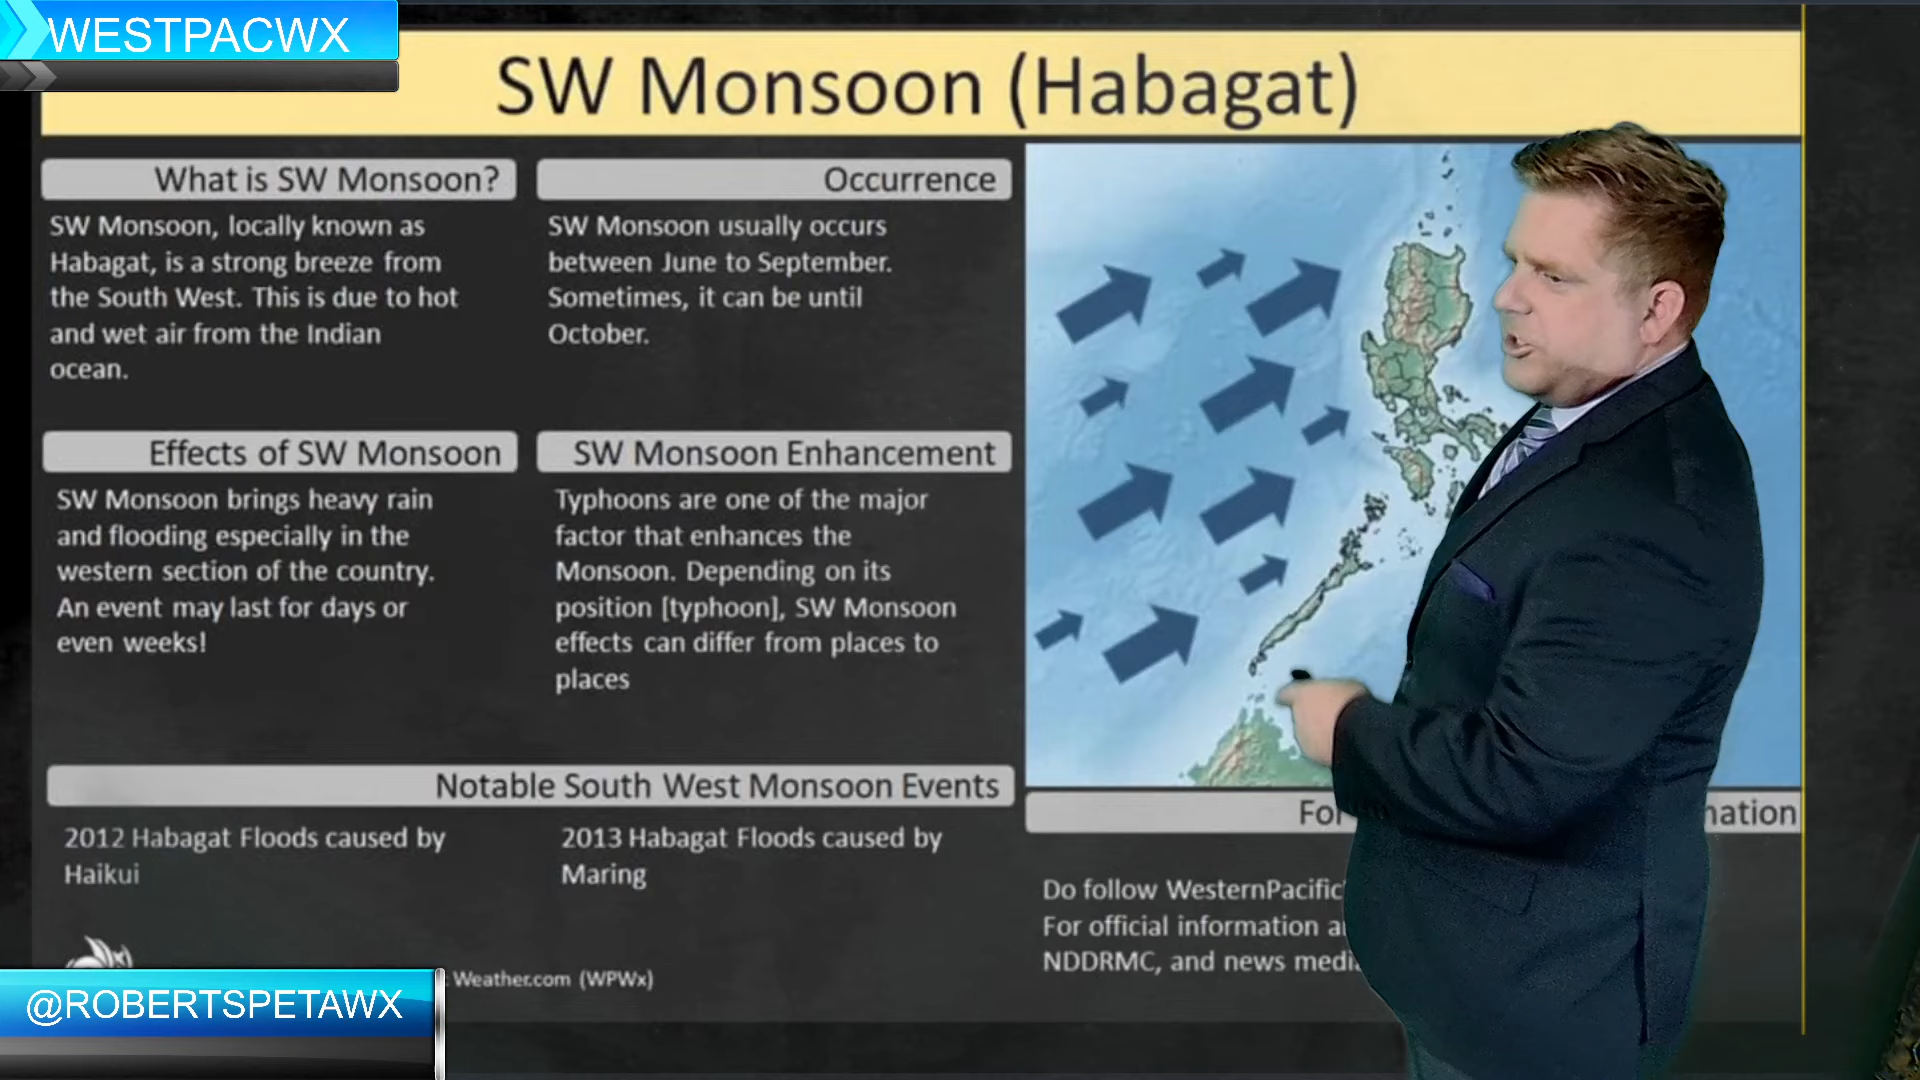 WESTPACWX
SW Monsoon (Habagat)
What is SW Monsoon?
SW Monsoon, locally known as
Habagat, is a strong breeze from
the South West. This is due to hot
and wet air from the Indian
ocean.
Occurrence
SW Monsoon usually occurs
between June to September.
Sometimes, it can be until
October.
Effects of SW Monsoon
SW Monsoon brings heavy rain
and flooding especially in the
western section of the country.
An event may last for days or
even weeks!
SW Monsoon Enhancement
Typhoons are one of the major
factor that enhances the
Monsoon. Depending on its
position [typhoon], SW Monsoon
effects can differ from places to
places
Notable South West Monsoon Events
2012 Habagat Floods caused by
Haikui
2013 Habagat Floods caused by
Maring
Do follow WesternPacific
For official information
NDDRMC, and news
Weather.com (WPWx)
@ROBERTSPETAWX